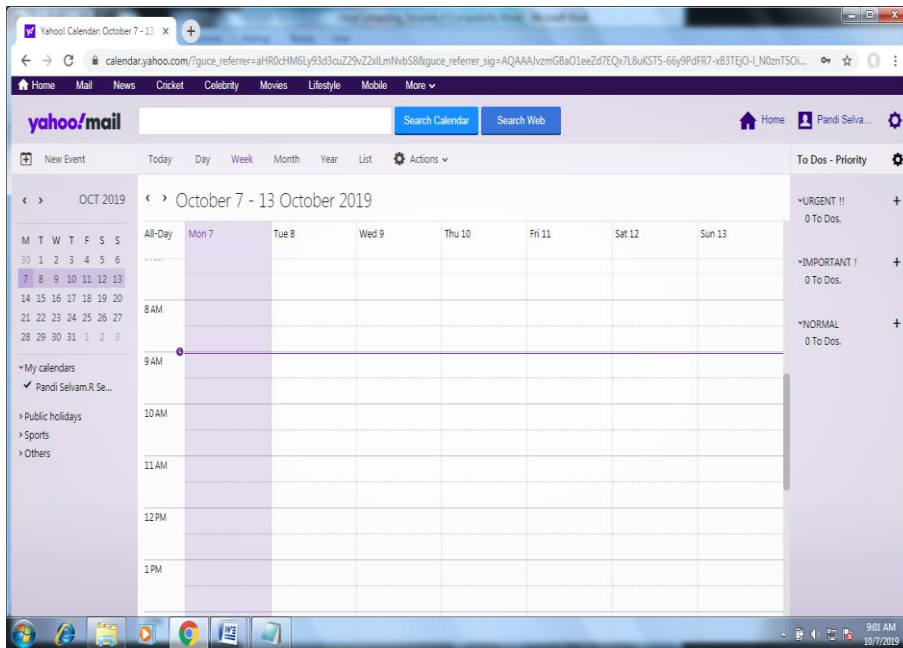 Yahoo! Calendar: October 7 - 13
calendar.yahoo.com/?guce_referrer=aHR0cHM6Ly93d3cuZ29vZ2xlLmNvbS8&guce_referrer_sig=AQAAAJvzmGBaO1eeZd7EQx7L8uKST5-66y9PdFR7-xB3TEjO-I_N0znT5Oi...
Home Mail News Cricket Celebrity Movies Lifestyle Mobile More
yahoo!mail Search Calendar Search Web Home Pandi Selva...
New Event Today Day Week Month Year List Actions To Dos - Priority
OCT 2019 October 7 - 13 October 2019
M T W T F S S
30 1 2 3 4 5 6
7 8 9 10 11 12 13
14 15 16 17 18 19 20
21 22 23 24 25 26 27
28 29 30 31 1 2 3
My calendars
Pandi Selvam.R Se...
Public holidays
Sports
Others
All-Day Mon 7 Tue 8 Wed 9 Thu 10 Fri 11 Sat 12 Sun 13
8 AM
9 AM
10 AM
11 AM
12 PM
1 PM
URGENT !!
0 To Dos.
IMPORTANT !
0 To Dos.
NORMAL
0 To Dos.
9:01 AM
10/7/2019